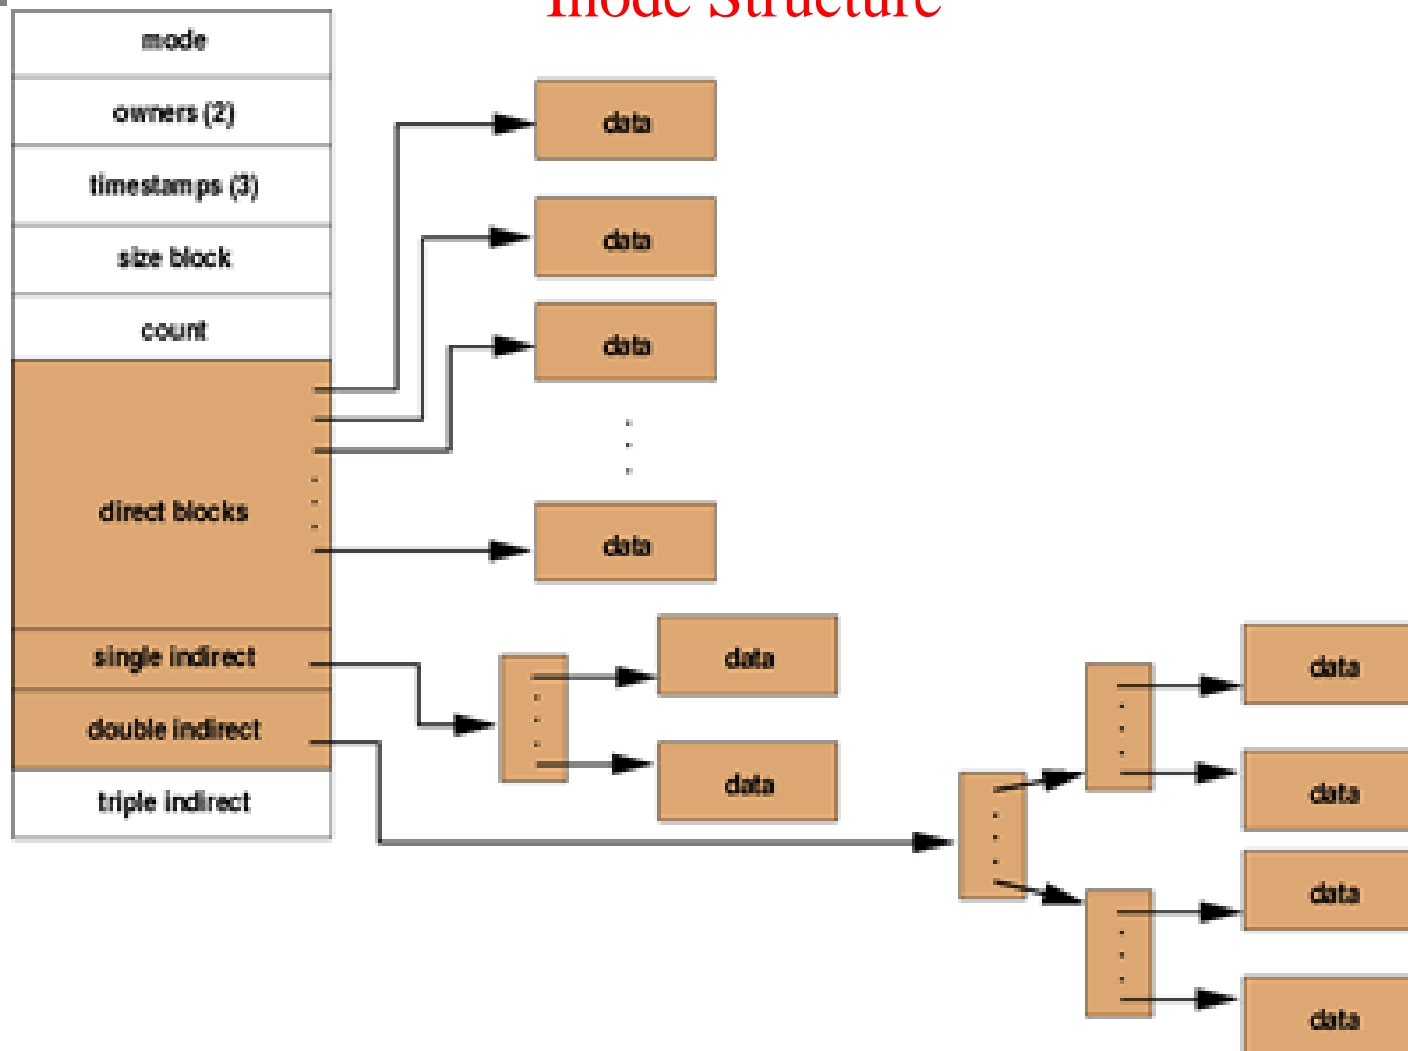 Inode Structure
mode
owners (2)
timestamps (3)
size block
count
direct blocks
single indirect
double indirect
triple indirect
data
data
data
data
data
data
data
data
data
data